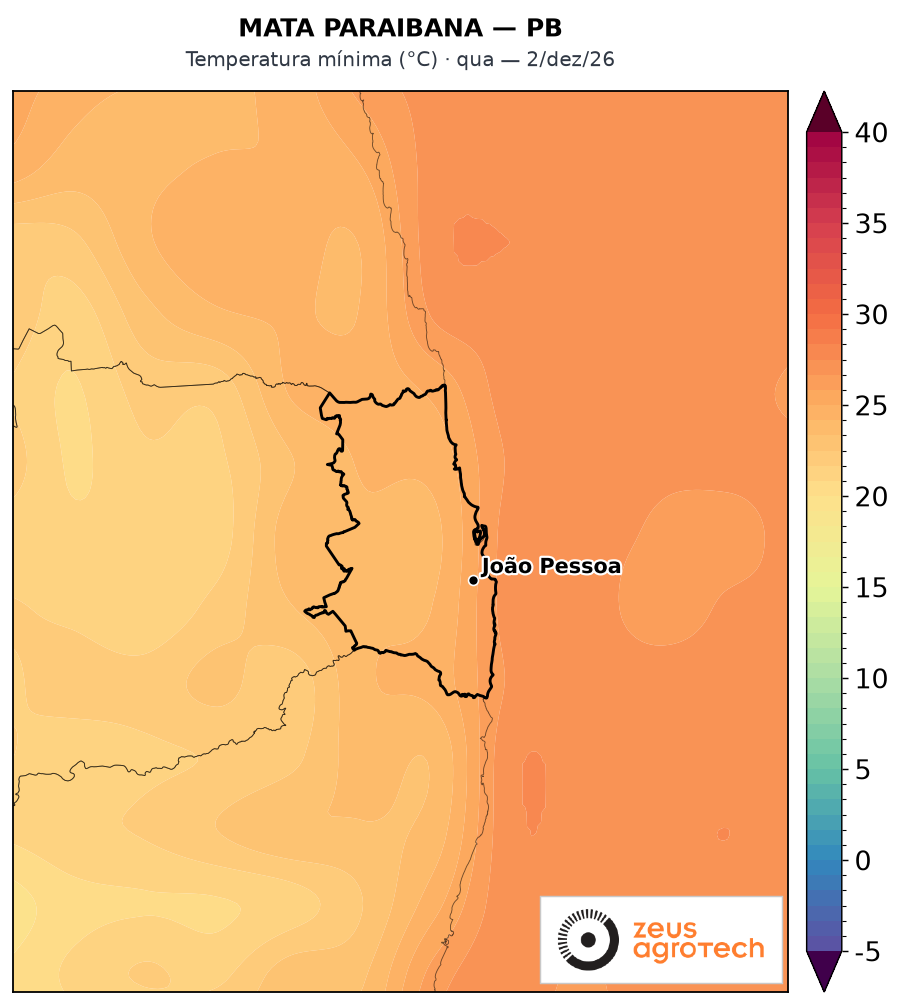 MATA PARAIBANA — PB
Temperatura mínima (°C) · qua — 2/dez/26
40
35
30
25
20
15
10
5
0
-5
João Pessoa
zeus
agrotech